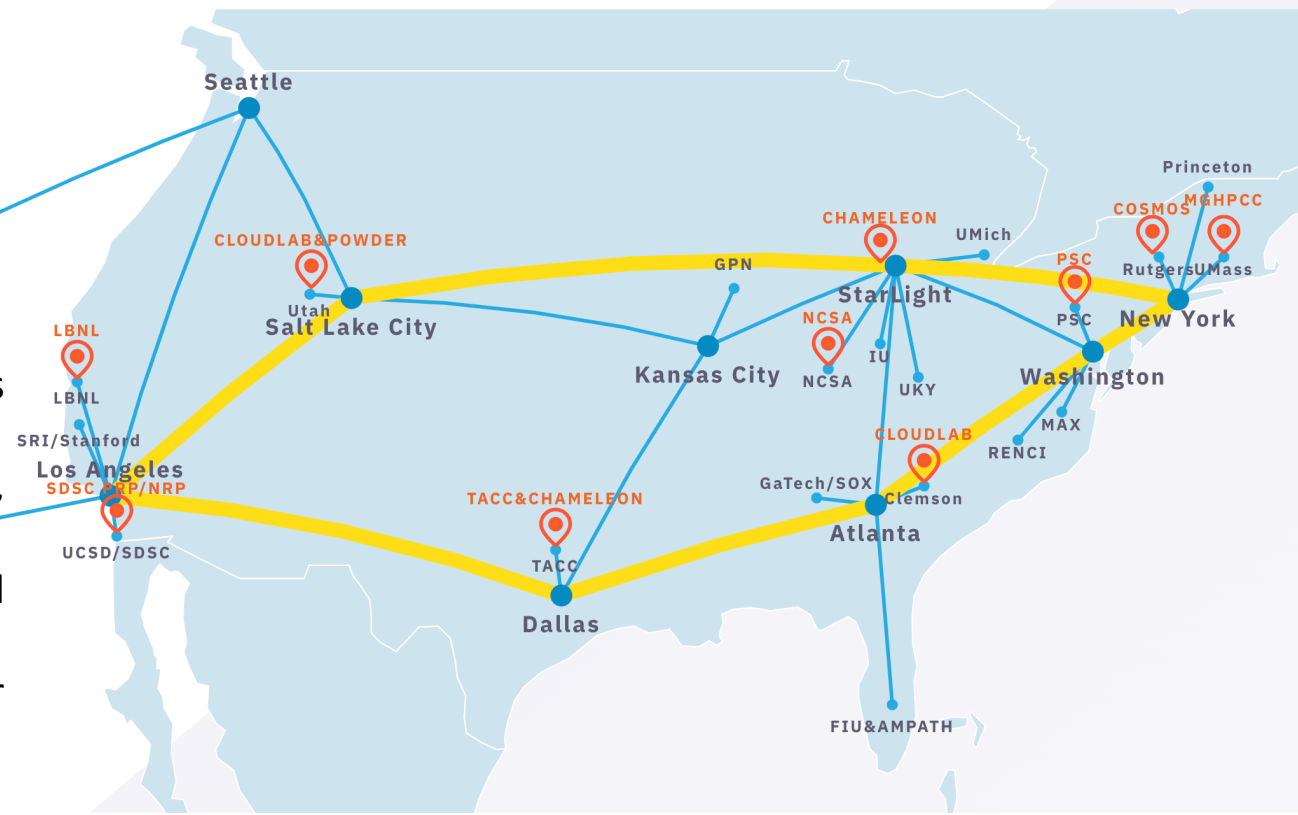 Seattle
Princeton
MGHPCC
COSMOS
CHAMELEON
UMich
CLOUDLAB&POWDER
PSC
GPN
Rutgers
UMass
StarLight
Utah
Salt Lake City
NCSA
PSC
New York
LBNL
IU
Kansas City
NCSA
Washington
UKY
LBNL
MAX
SRI/Stanford
CLOUDLAB
RENCI
Los Angeles
SDSC PRP/NRP
GaTech/SOX
Clemson
TACC&CHAMELEON
Atlanta
UCSD/SDSC
TACC
Dallas
FIU&AMPATH